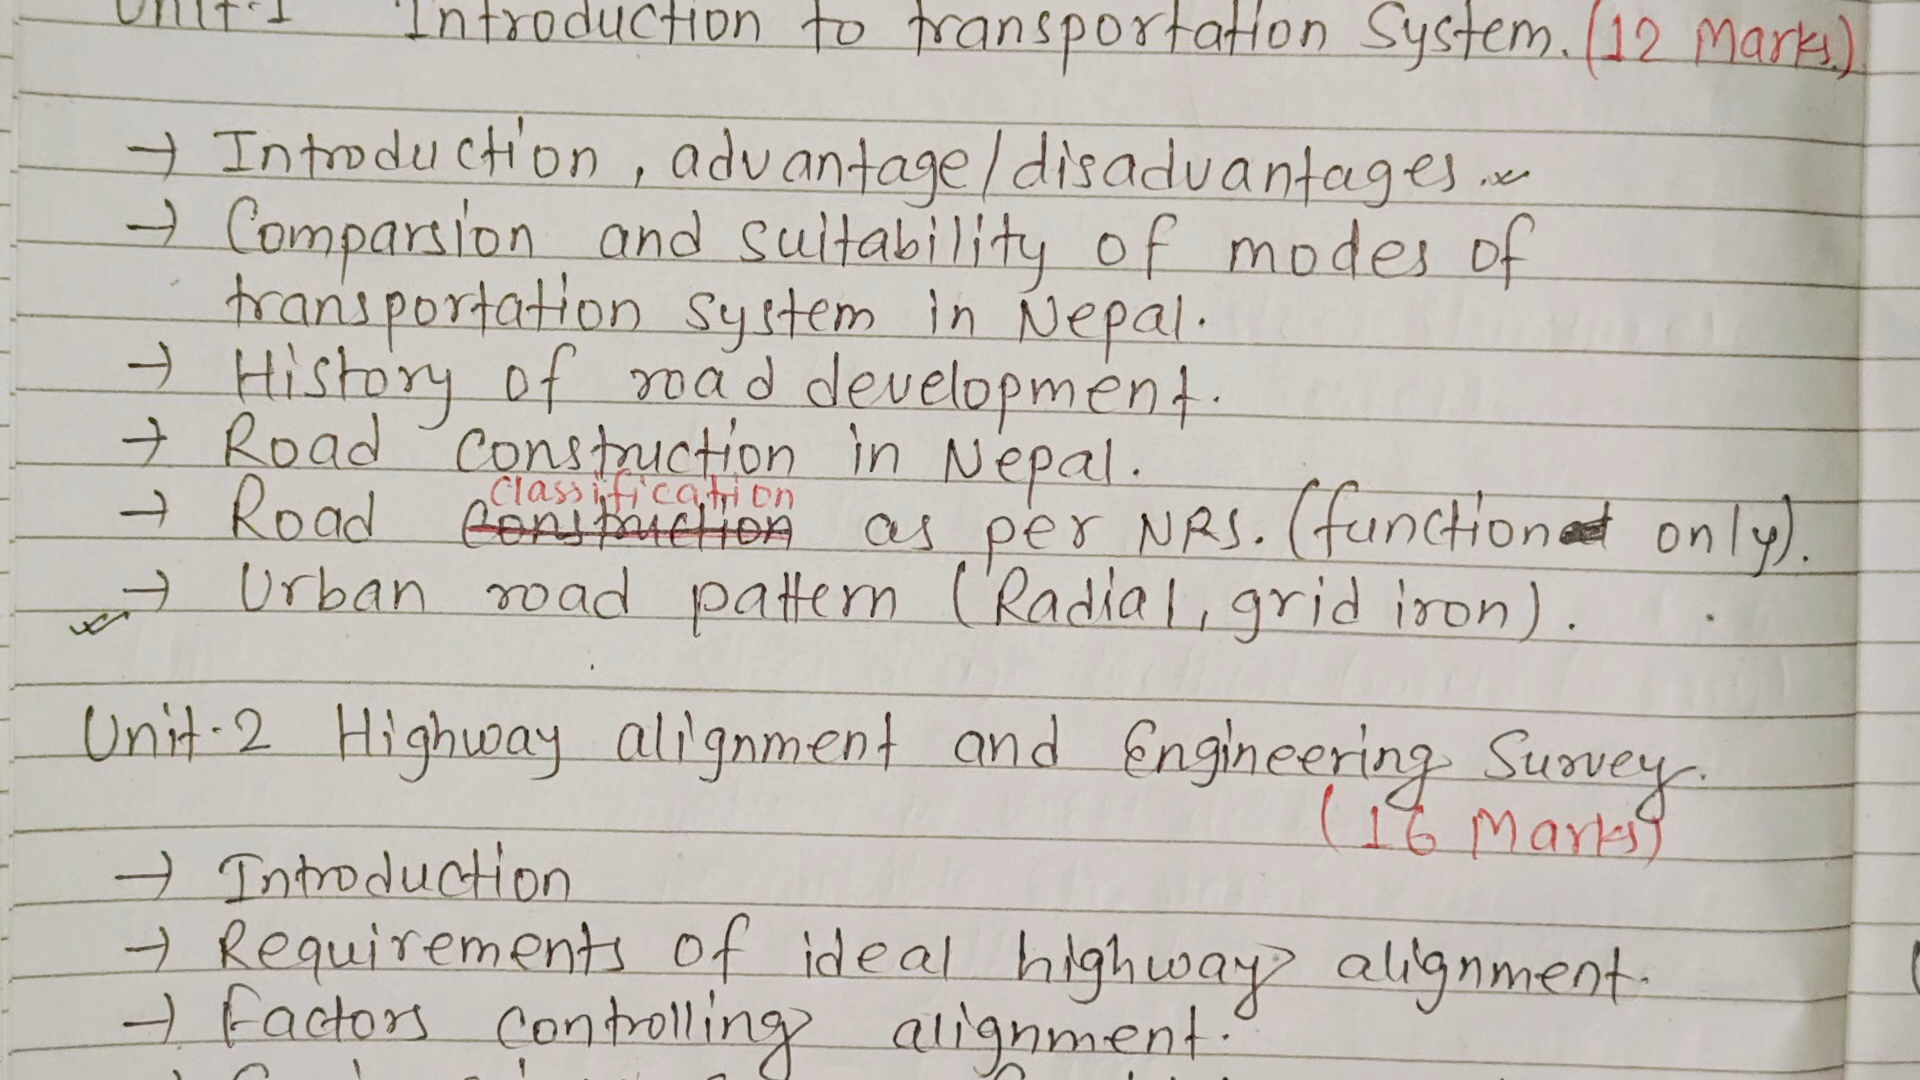 Unit-1 Introduction to transportation System. (12 Marks)
→ Introduction, advantage/disadvantages.
→ Comparsion and suitability of modes of
transportation system in Nepal.
→ History of road development.
→ Road construction in Nepal.
Classification
→ Road construction as per NRS. (function only).
→ Urban road pattern (Radial, grid iron).
Unit-2 Highway alignment and Engineering Survey.
(16 Marks)
→ Introduction
→ Requirements of ideal highway alignment.
→ Factors controlling alignment.